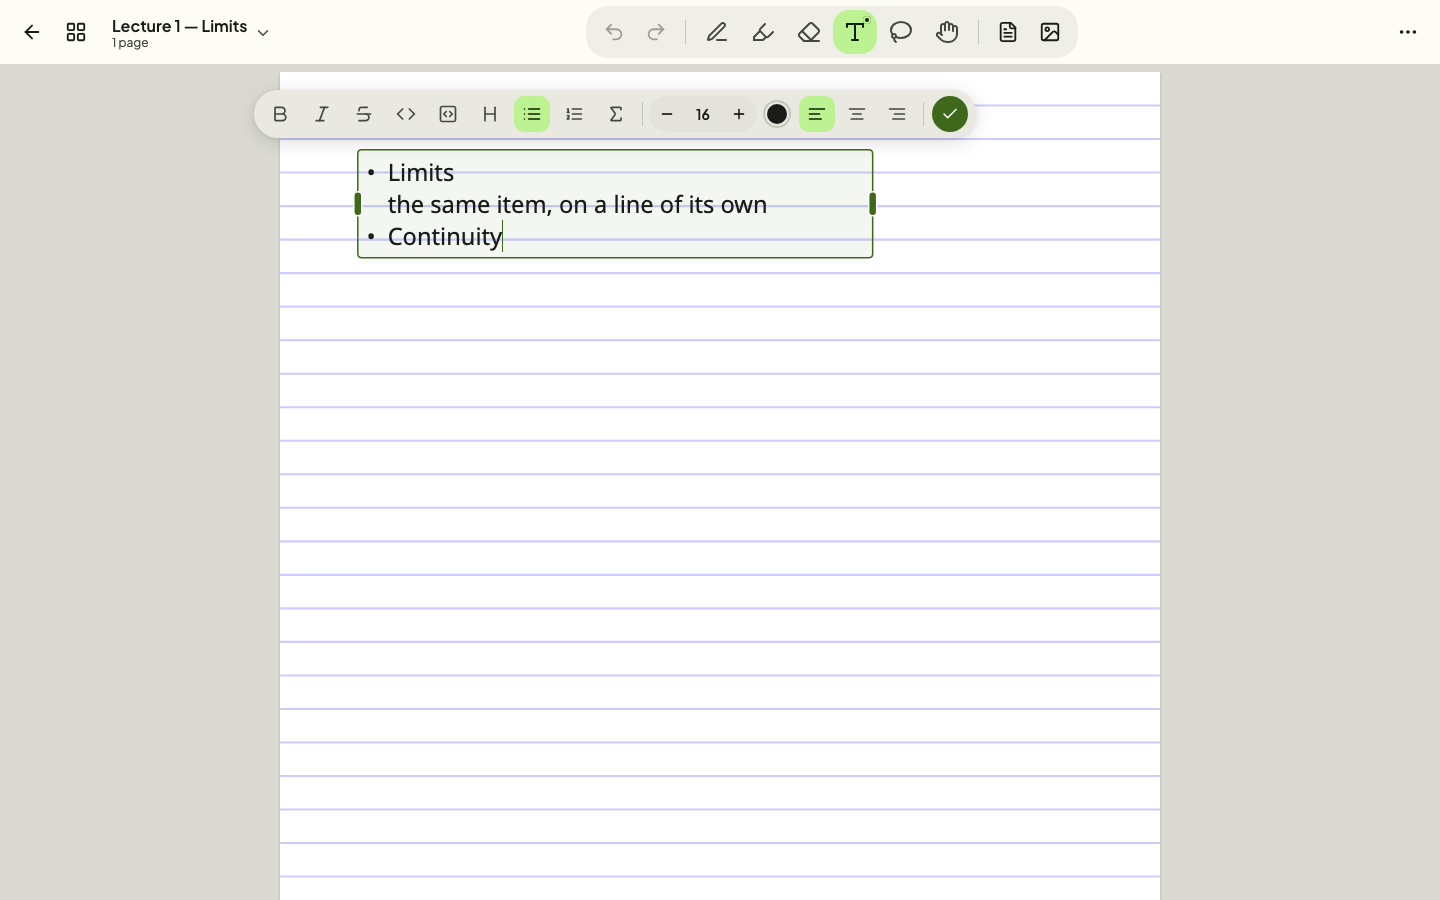 Lecture 1 — Limits
1 page
16
• Limits
the same item, on a line of its own
• Continuity